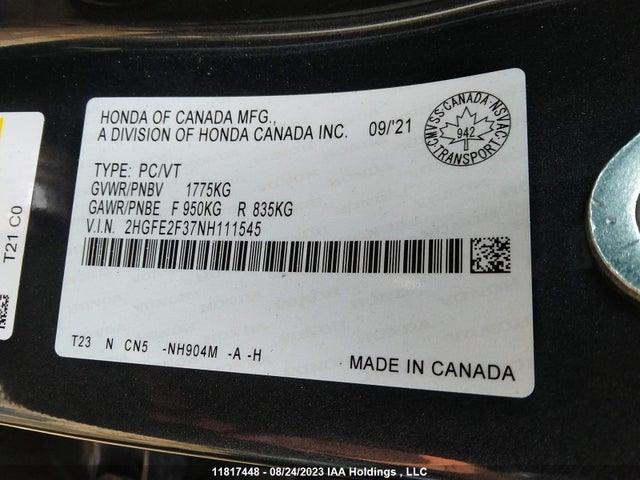 HONDA OF CANADA MFG.,
A DIVISION OF HONDA CANADA INC. 09/'21
CMVSS·CANADA·NSVAC·TRANSPORT·
942
TYPE: PC/VT
GVWR/PNBV 1775KG
GAWR/PNBE F 950KG R 835KG
V.I.N. 2HGFE2F37NH111545
T23 N CN5 -NH904M -A -H
MADE IN CANADA
T21 C0
11817448 - 08/24/2023 IAA Holdings , LLC